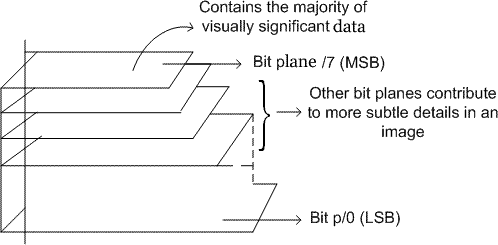 Contains the majority of
visually significant data
Bit plane /7 (MSB)
Other bit planes contribute
to more subtle details in an
image
Bit p/0 (LSB)